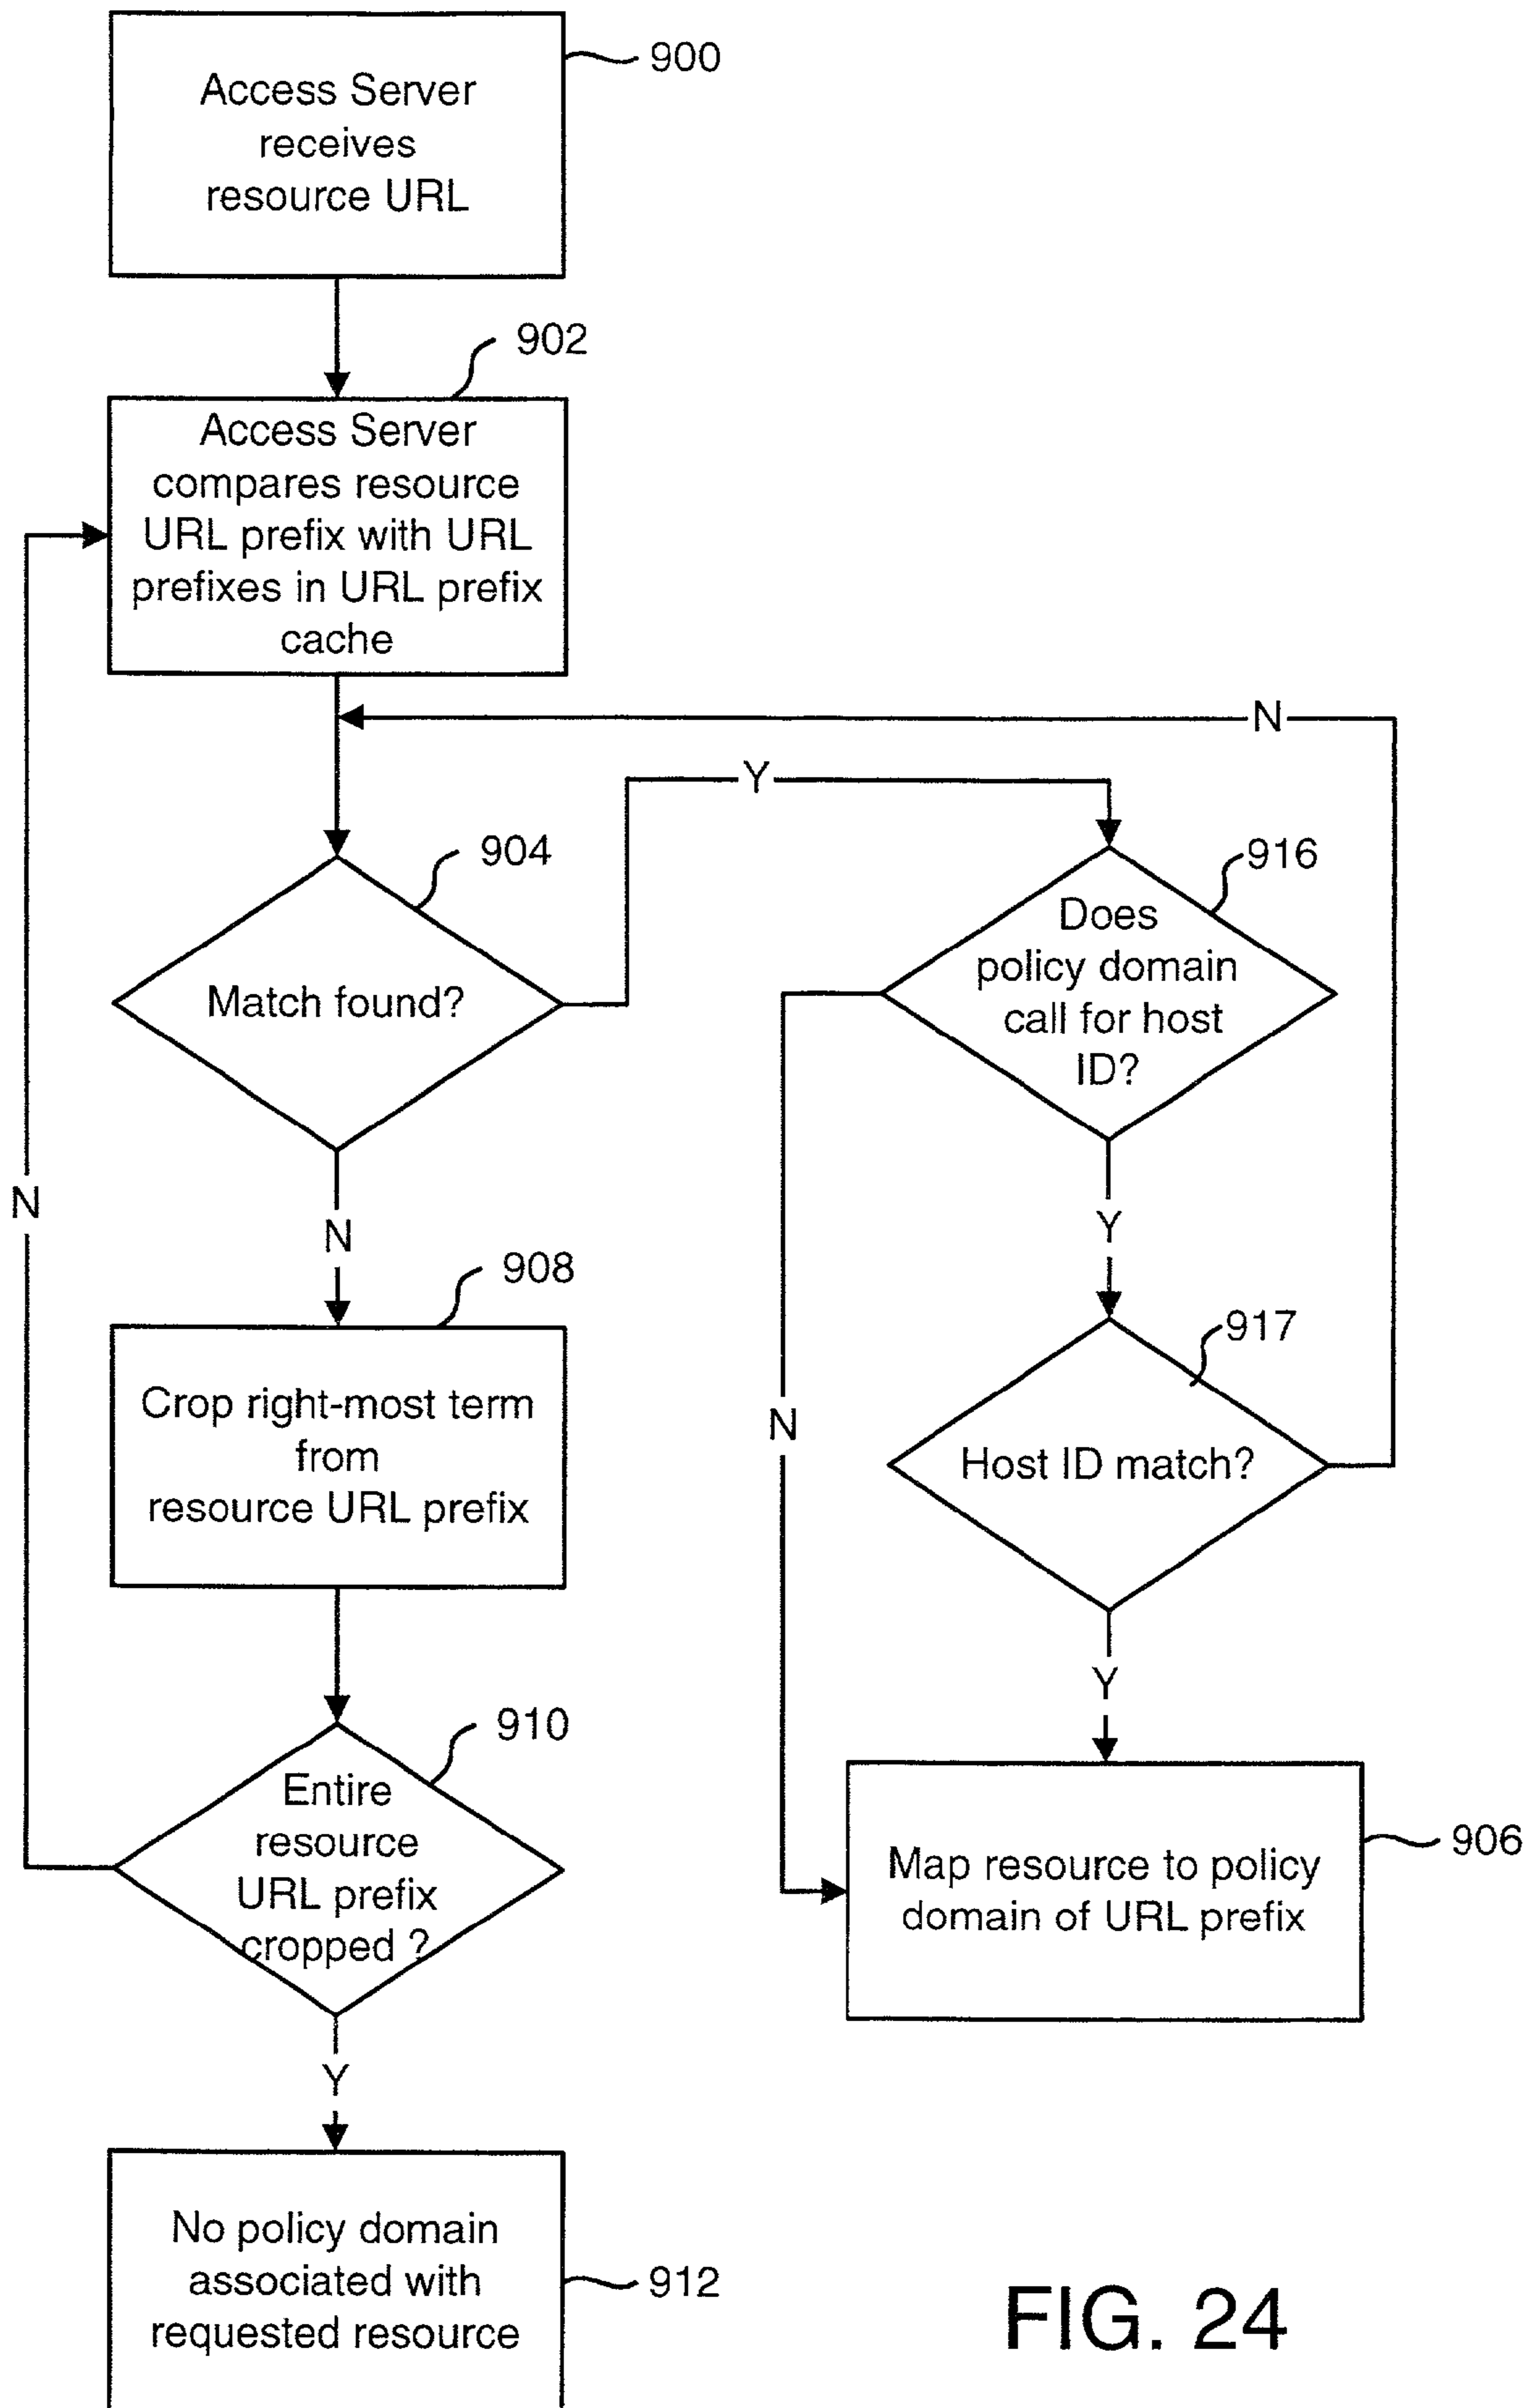 Access Server
receives
resource URL
900
902
Access Server
compares resource
URL prefix with URL
prefixes in URL prefix
cache
N
Y
904
Match found?
916
Does
policy domain
call for host
ID?
N
N
Y
908
Crop right-most term
from
resource URL prefix
917
Host ID match?
N
Y
910
Entire
resource
URL prefix
cropped ?
906
Map resource to policy
domain of URL prefix
Y
No policy domain
associated with
requested resource
912
FIG. 24